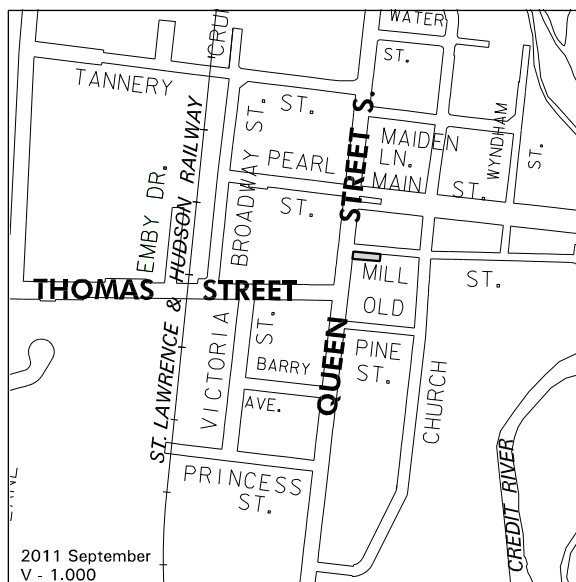 WATER
ST.
CRU
TANNERY
ST.
ST.
STREET S.
MAIDEN
LN.
WYNDHAM
ST.
PEARL
MAIN
ST.
ST.
BROADWAY
EMBY DR.
ST. LAWRENCE & HUDSON RAILWAY
THOMAS STREET
MILL
ST.
OLD
VICTORIA
ST.
QUEEN
PINE
ST.
BARRY
AVE.
CHURCH
PRINCESS
ST.
CREDIT RIVER
2011 September
V - 1.000